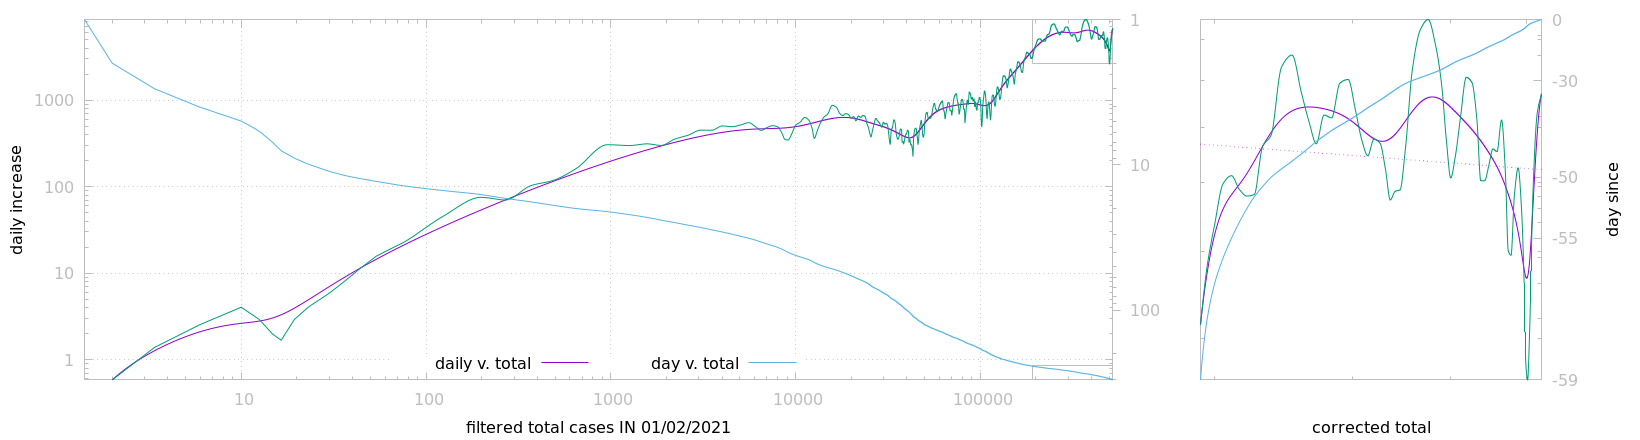 daily increase
1000
100
10
1
10
100
1000
10000
100000
filtered total cases IN 01/02/2021
daily v. total
day v. total
1
10
100
0
-30
-50
-55
-59
day since
corrected total